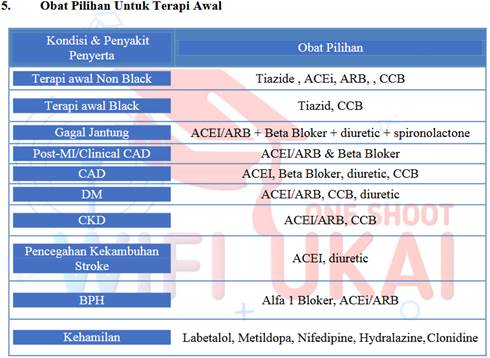 5. Obat Pilihan Untuk Terapi Awal
Kondisi & Penyakit Penyerta
Obat Pilihan
Terapi awal Non Black
Tiazide , ACEi, ARB, , CCB
Terapi awal Black
Tiazid, CCB
Gagal Jantung
ACEI/ARB + Beta Bloker + diuretic + spironolactone
Post-MI/Clinical CAD
ACEI/ARB & Beta Bloker
CAD
ACEI, Beta Bloker, diuretic, CCB
DM
ACEI/ARB, CCB, diuretic
CKD
ACEI/ARB, CCB
Pencegahan Kekambuhan
Stroke
ACEI, diuretic
BPH
Alfa 1 Bloker, ACEi/ARB
Kehamilan
Labetalol, Metildopa, Nifedipine, Hydralazine, Clonidine
ONE SHOOT
WIFI UKAI